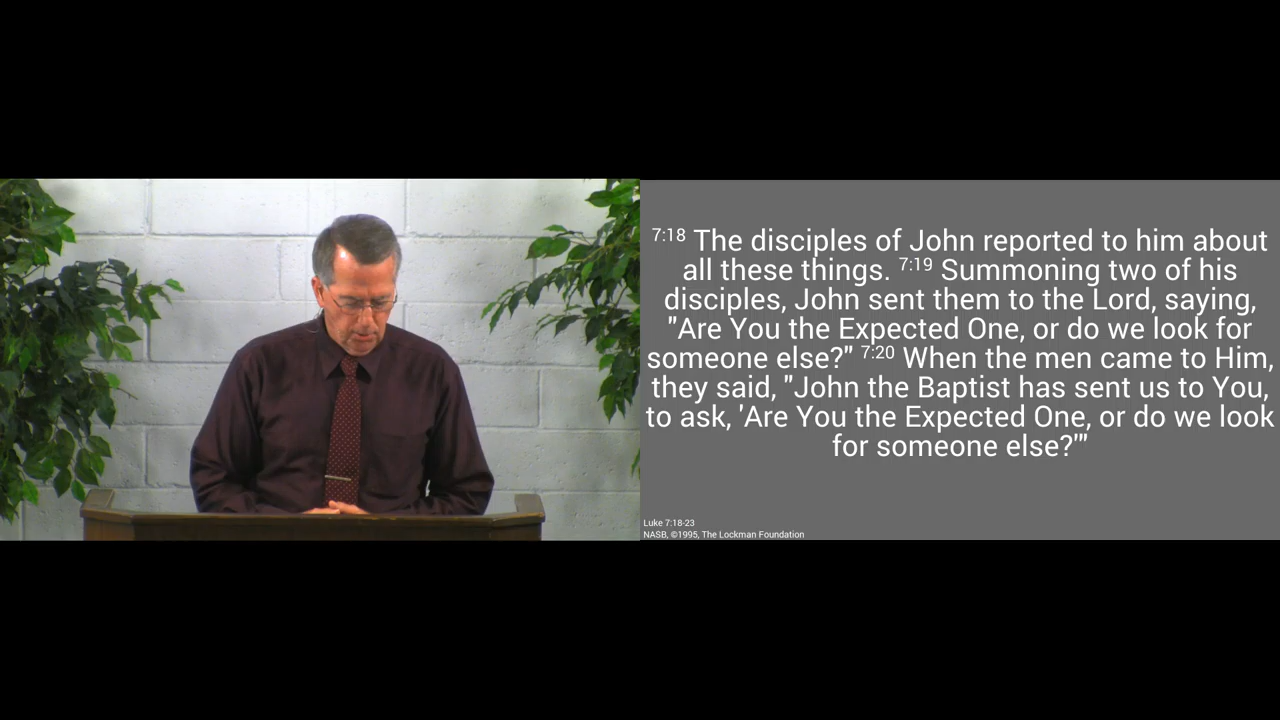 7:18 The disciples of John reported to him about
all these things. 7:19 Summoning two of his
disciples, John sent them to the Lord, saying,
"Are You the Expected One, or do we look for
someone else?" 7:20 When the men came to Him,
they said, "John the Baptist has sent us to You,
to ask, 'Are You the Expected One, or do we look
for someone else?'"
Luke 7:18-23
NASB, ©1995, The Lockman Foundation